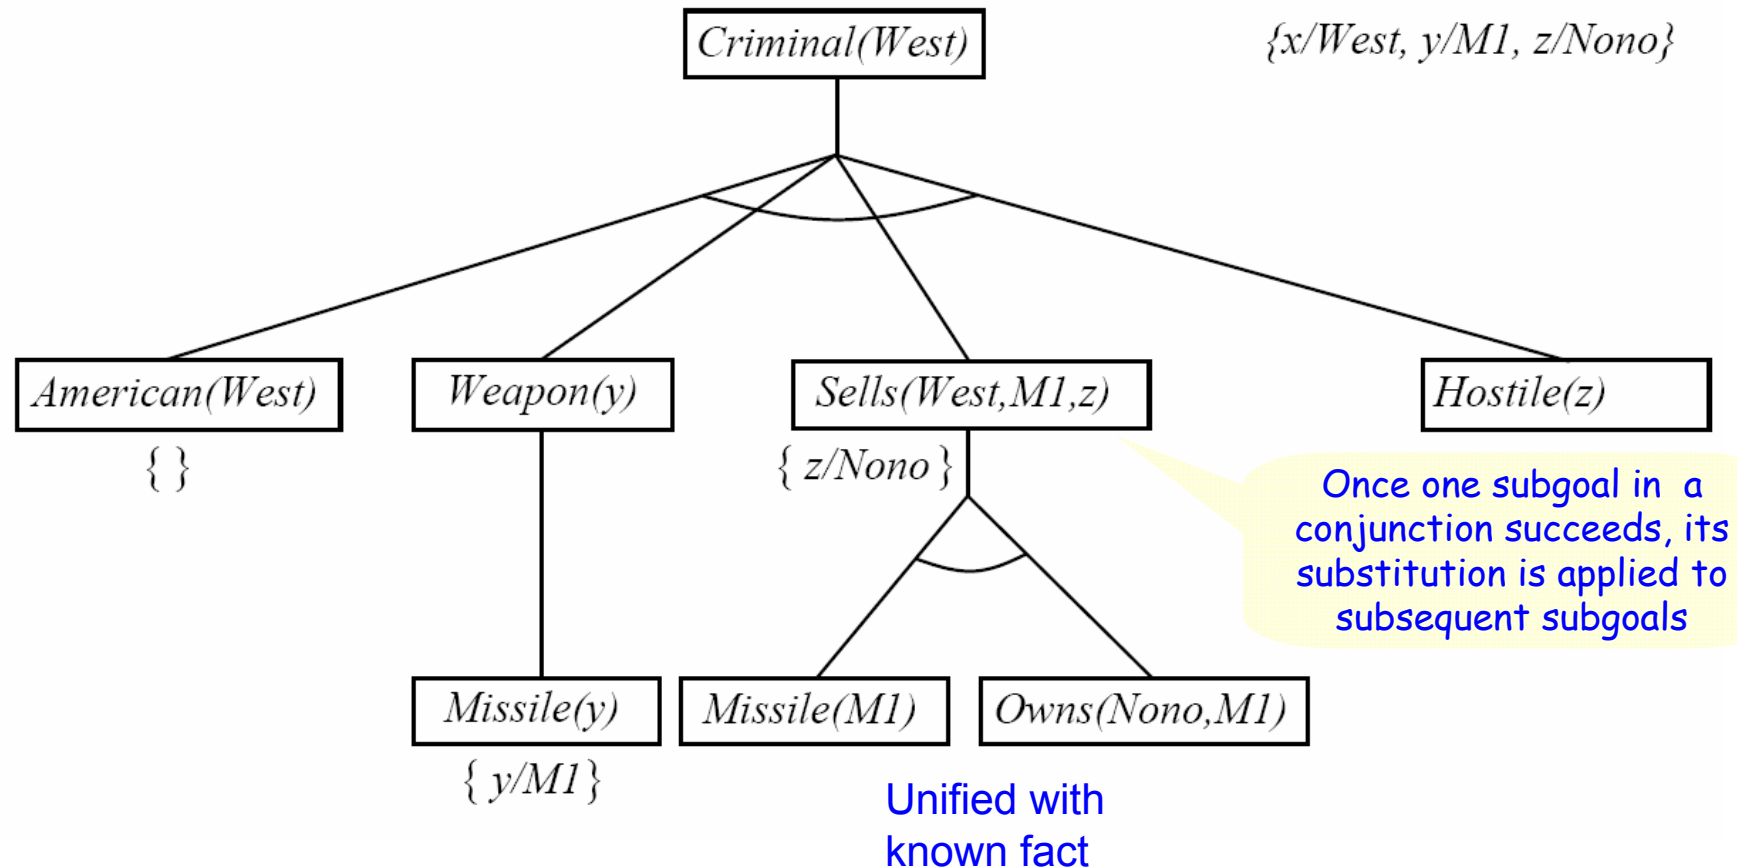 Criminal(West)
{x/West, y/M1, z/Nono}
American(West)
Weapon(y)
Sells(West,M1,z)
Hostile(z)
{ }
{ z/Nono }
Once one subgoal in a
conjunction succeeds, its
substitution is applied to
subsequent subgoals
Missile(y)
Missile(M1)
Owns(Nono,M1)
{ y/M1 }
Unified with
known fact